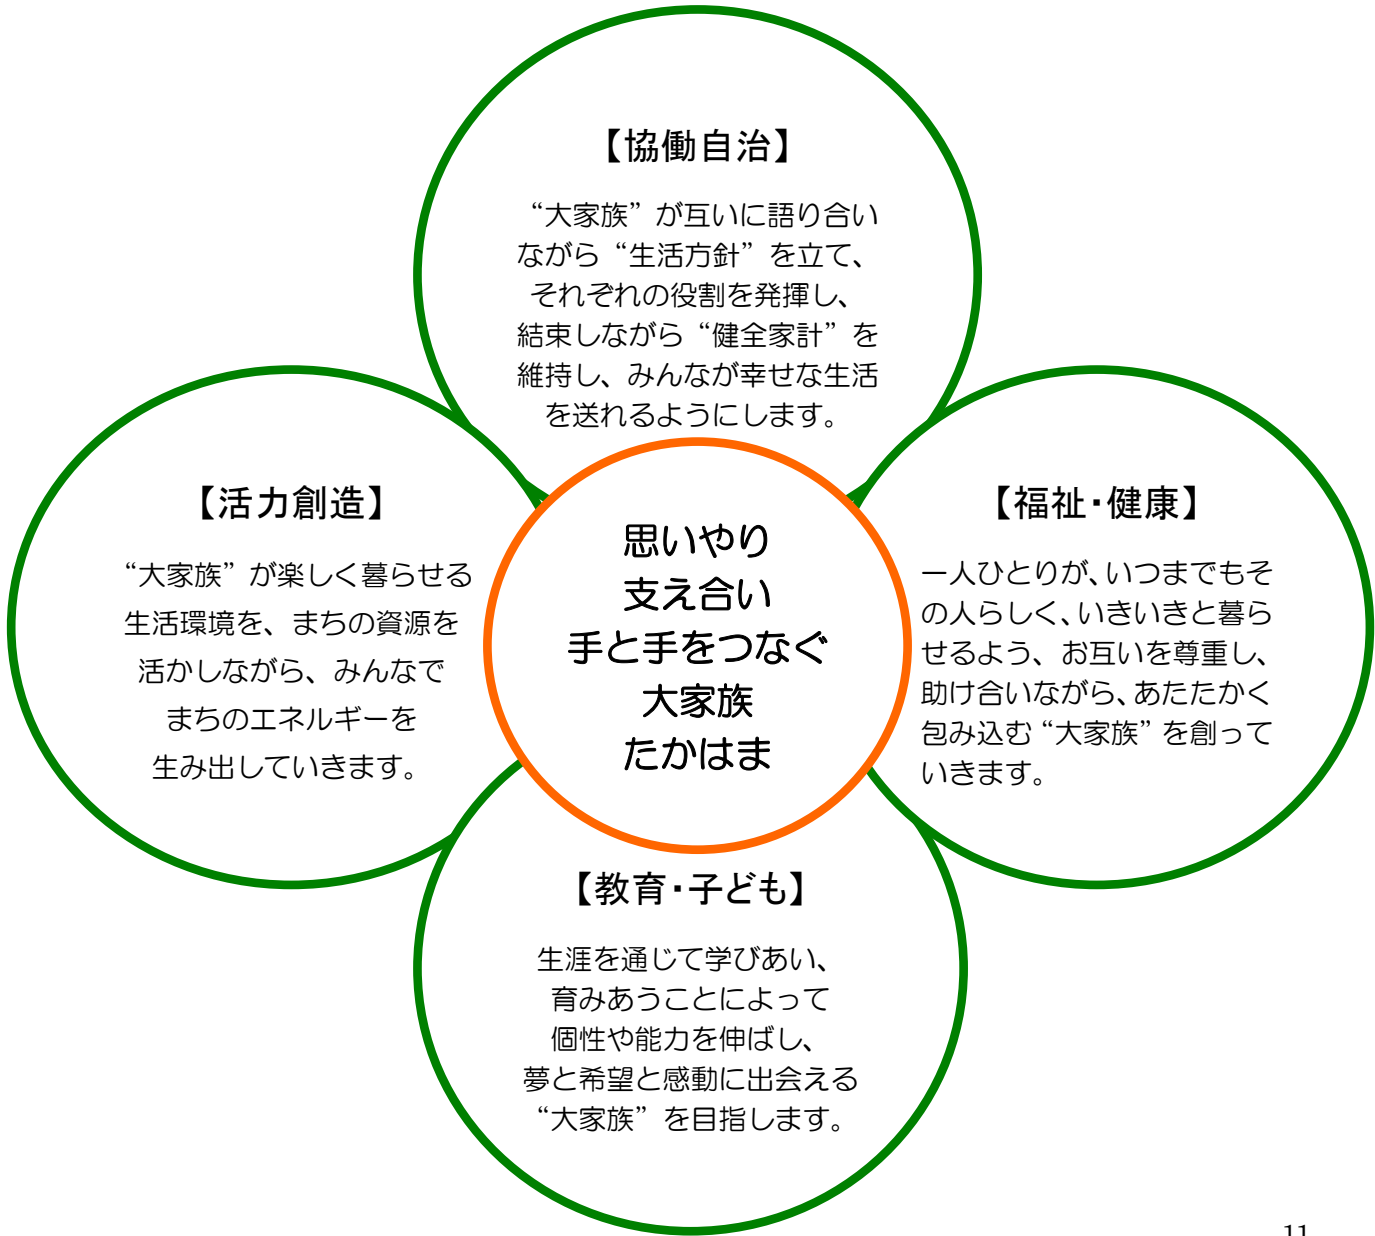 【協働自治】
“大家族”が互いに語り合い
ながら“生活方針”を立て、
それぞれの役割を発揮し、
結束しながら“健全家計”を
維持し、みんなが幸せな生活
を送れるようにします。
【活力創造】
“大家族”が楽しく暮らせる
生活環境を、まちの資源を
活かしながら、みんなで
まちのエネルギーを
生み出していきます。
思いやり
支え合い
手と手をつなぐ
大家族
たかはま
【福祉・健康】
一人ひとりが、いつまでもそ
の人らしく、いきいきと暮ら
せるよう、お互いを尊重し、
助け合いながら、あたたかく
包み込む“大家族”を創って
いきます。
【教育・子ども】
生涯を通じて学びあい、
育みあうことによって
個性や能力を伸ばし、
夢と希望と感動に出会える
“大家族”を目指します。
11